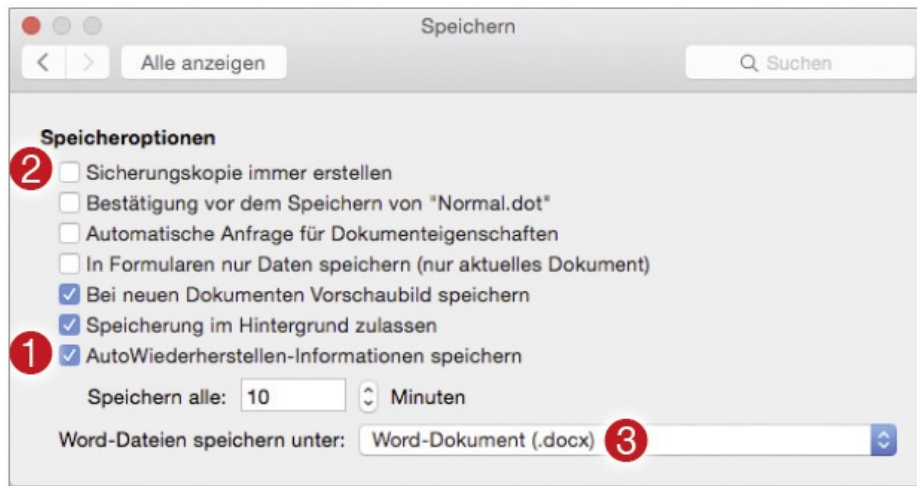 Speichern
Alle anzeigen Suchen
Speicheroptionen
2 Sicherungskopie immer erstellen
Bestätigung vor dem Speichern von "Normal.dot"
Automatische Anfrage für Dokumenteigenschaften
In Formularen nur Daten speichern (nur aktuelles Dokument)
Bei neuen Dokumenten Vorschaubild speichern
Speicherung im Hintergrund zulassen
1 AutoWiederherstellen-Informationen speichern
Speichern alle: 10 Minuten
Word-Dateien speichern unter: Word-Dokument (.docx) 3